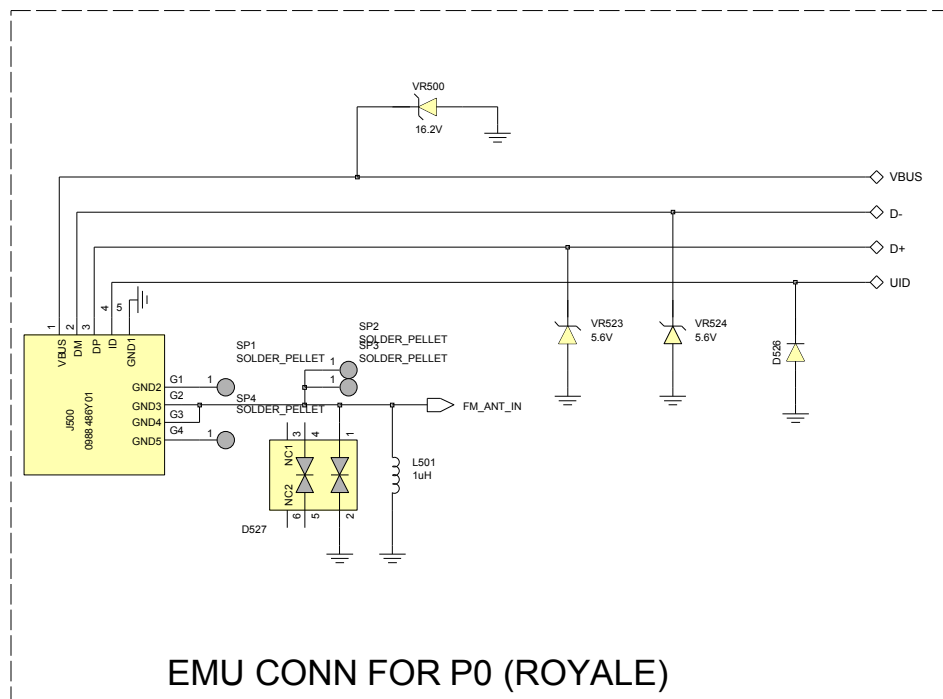 VR500
16.2V
VBUS
D-
D+
UID
1
2
3
4
5
VBUS
DM
DP
ID
GND1
J500
0988 486Y01
GND2
GND3
GND4
GND5
G1
G2
G3
G4
1
1
SP1
SOLDER_PELLET
SP4
SOLDER_PELLET
SP2
SOLDER_PELLET
SP3
SOLDER_PELLET
1
1
FM_ANT_IN
VR523
5.6V
VR524
5.6V
D526
NC1
3
4
1
NC2
6
5
2
D527
L501
1uH
EMU CONN FOR P0 (ROYALE)